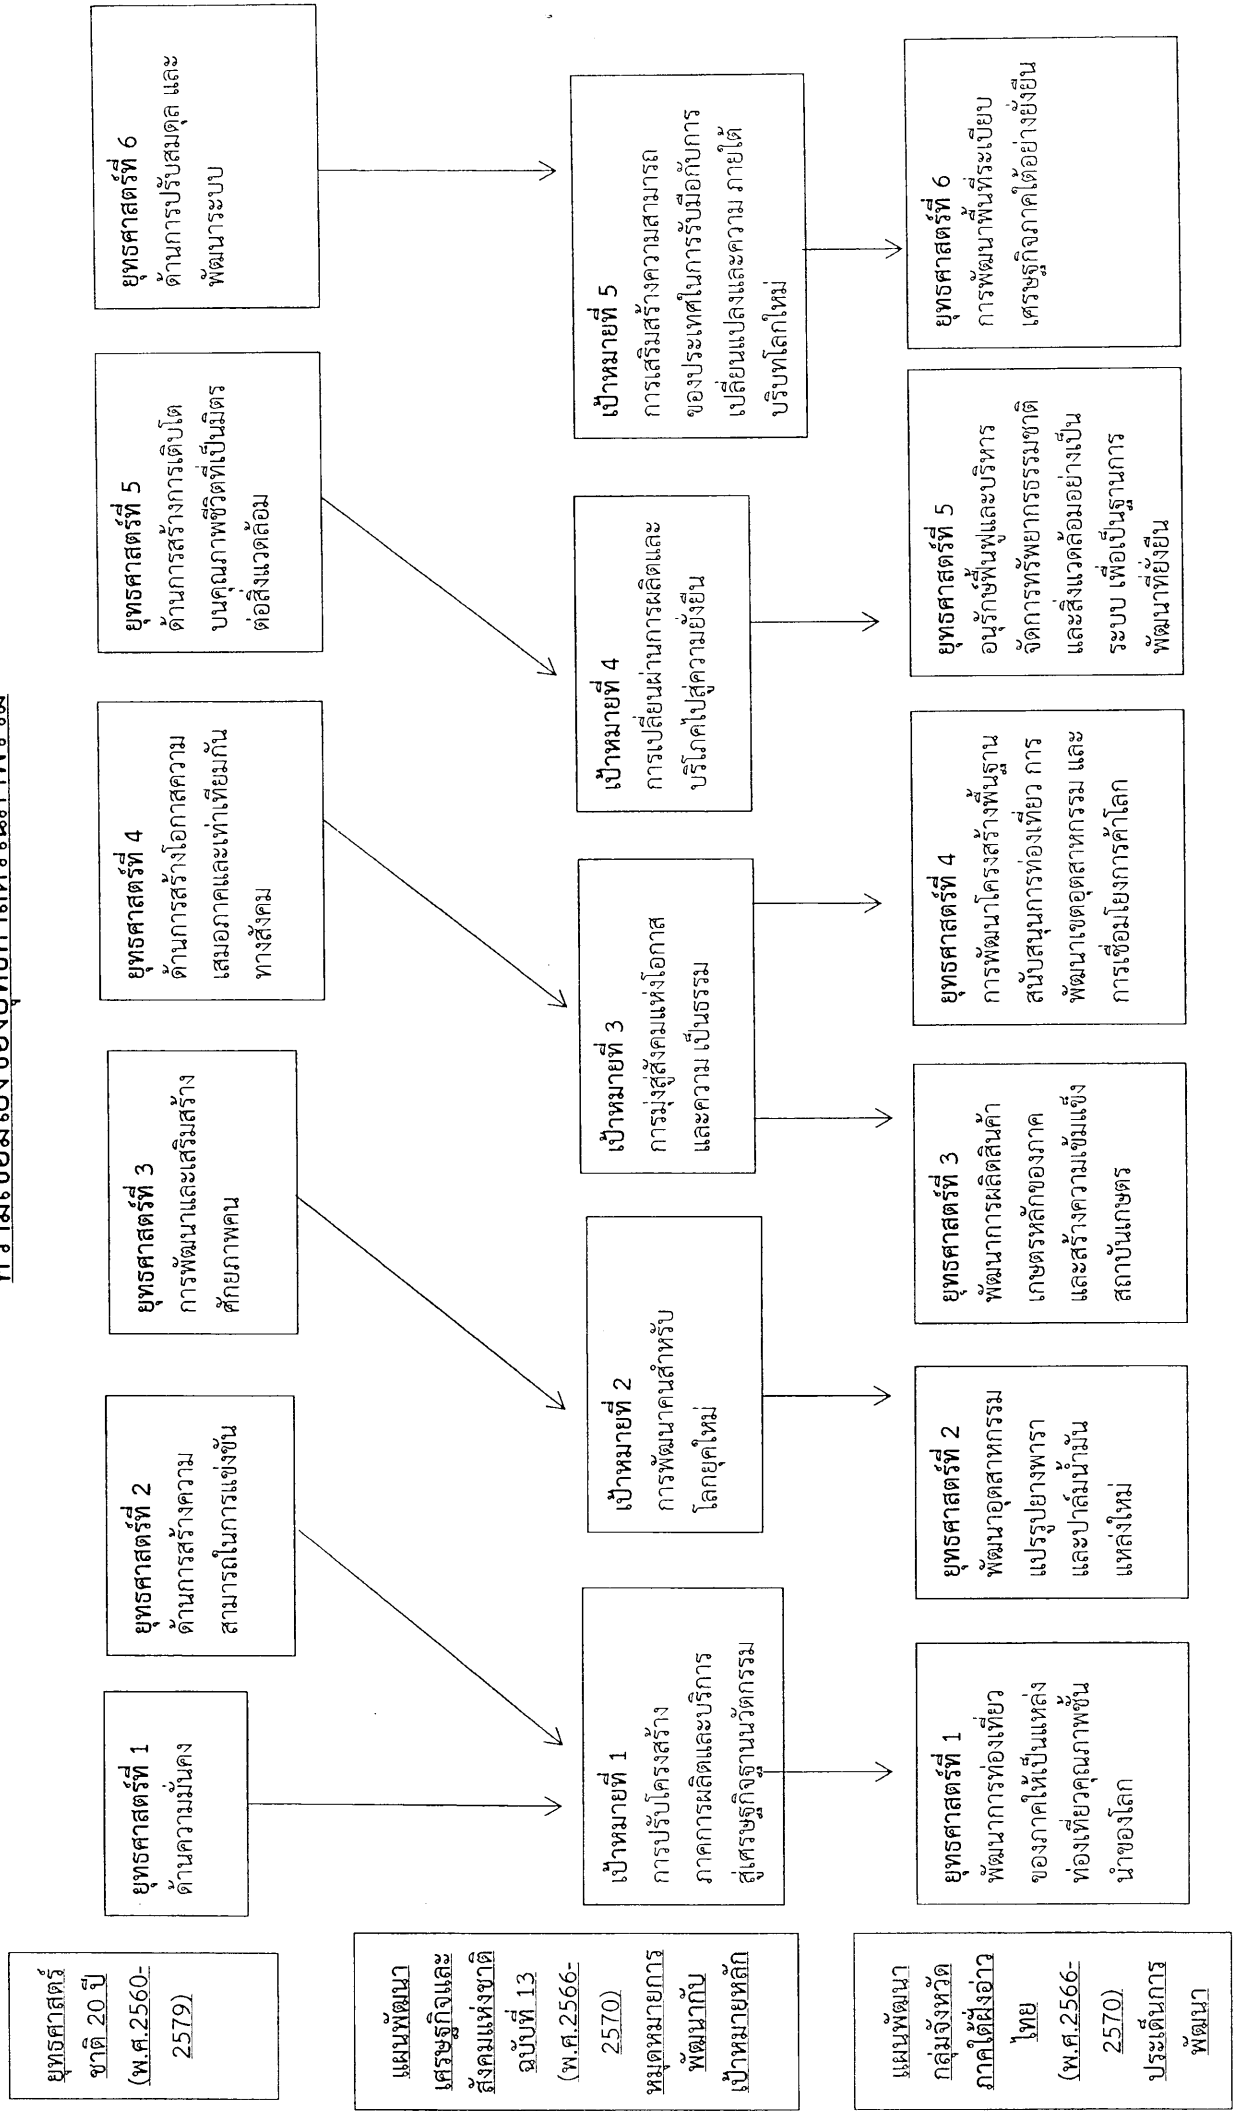 ยุทธศาสตร์
ชาติ 20 ปี
(พ.ศ.2560-
2579)
ยุทธศาสตร์ที่ 1
ด้านความมั่นคง
ยุทธศาสตร์ที่ 2
ด้านการสร้างความ
สามารถในการแข่งขัน
ยุทธศาสตร์ที่ 3
การพัฒนาและเสริมสร้าง
ศักยภาพคน
ยุทธศาสตร์ที่ 4
ด้านการสร้างโอกาสความ
เสมอภาคและเท่าเทียมกัน
ทางสังคม
ยุทธศาสตร์ที่ 5
ด้านการสร้างการเติบโต
บนคุณภาพชีวิตที่เป็นมิตร
ต่อสิ่งแวดล้อม
ยุทธศาสตร์ที่ 6
ด้านการปรับสมดุล และ
พัฒนาระบบ
แผนพัฒนา
เศรษฐกิจและ
สังคมแห่งชาติ
ฉบับที่ 13
(พ.ศ.2566-
2570)
หมุดหมายการ
พัฒนากับ
เป้าหมายหลัก
เป้าหมายที่ 1
การปรับโครงสร้าง
ภาคการผลิตและบริการ
สู่เศรษฐกิจฐานนวัตกรรม
เป้าหมายที่ 2
การพัฒนาคนสำหรับ
โลกยุคใหม่
เป้าหมายที่ 3
การมุ่งสู่สังคมแห่งโอกาส
และความ เป็นธรรม
เป้าหมายที่ 4
การเปลี่ยนผ่านการผลิตและ
บริโภคไปสู่ความยั่งยืน
เป้าหมายที่ 5
การเสริมสร้างความสามารถ
ของประเทศในการรับมือกับการ
เปลี่ยนแปลงและความ ภายใต้
บริบทโลกใหม่
แผนพัฒนา
กลุ่มจังหวัด
ภาคใต้ฝั่งอ่าว
ไทย
(พ.ศ.2566-
2570)
ประเด็นการ
พัฒนา
ยุทธศาสตร์ที่ 1
พัฒนาการท่องเที่ยว
ของภาคให้เป็นแหล่ง
ท่องเที่ยวคุณภาพชั้น
นำของโลก
ยุทธศาสตร์ที่ 2
พัฒนาอุตสาหกรรม
แปรรูปยางพารา
และปาล์มน้ำมัน
แหล่งใหม่
ยุทธศาสตร์ที่ 3
พัฒนาการผลิตสินค้า
เกษตรหลักของภาค
และสร้างความเข้มแข็ง
สถาบันเกษตร
ยุทธศาสตร์ที่ 4
การพัฒนาโครงสร้างพื้นฐาน
สนับสนุนการท่องเที่ยว การ
พัฒนาเขตอุตสาหกรรม และ
การเชื่อมโยงการค้าโลก
ยุทธศาสตร์ที่ 5
อนุรักษ์ฟื้นฟูและบริหาร
จัดการทรัพยากรธรรมชาติ
และสิ่งแวดล้อมอย่างเป็น
ระบบ เพื่อเป็นฐานการ
พัฒนาที่ยั่งยืน
ยุทธศาสตร์ที่ 6
การพัฒนาพื้นที่ระเบียบ
เศรษฐกิจภาคใต้อย่างยั่งยืน